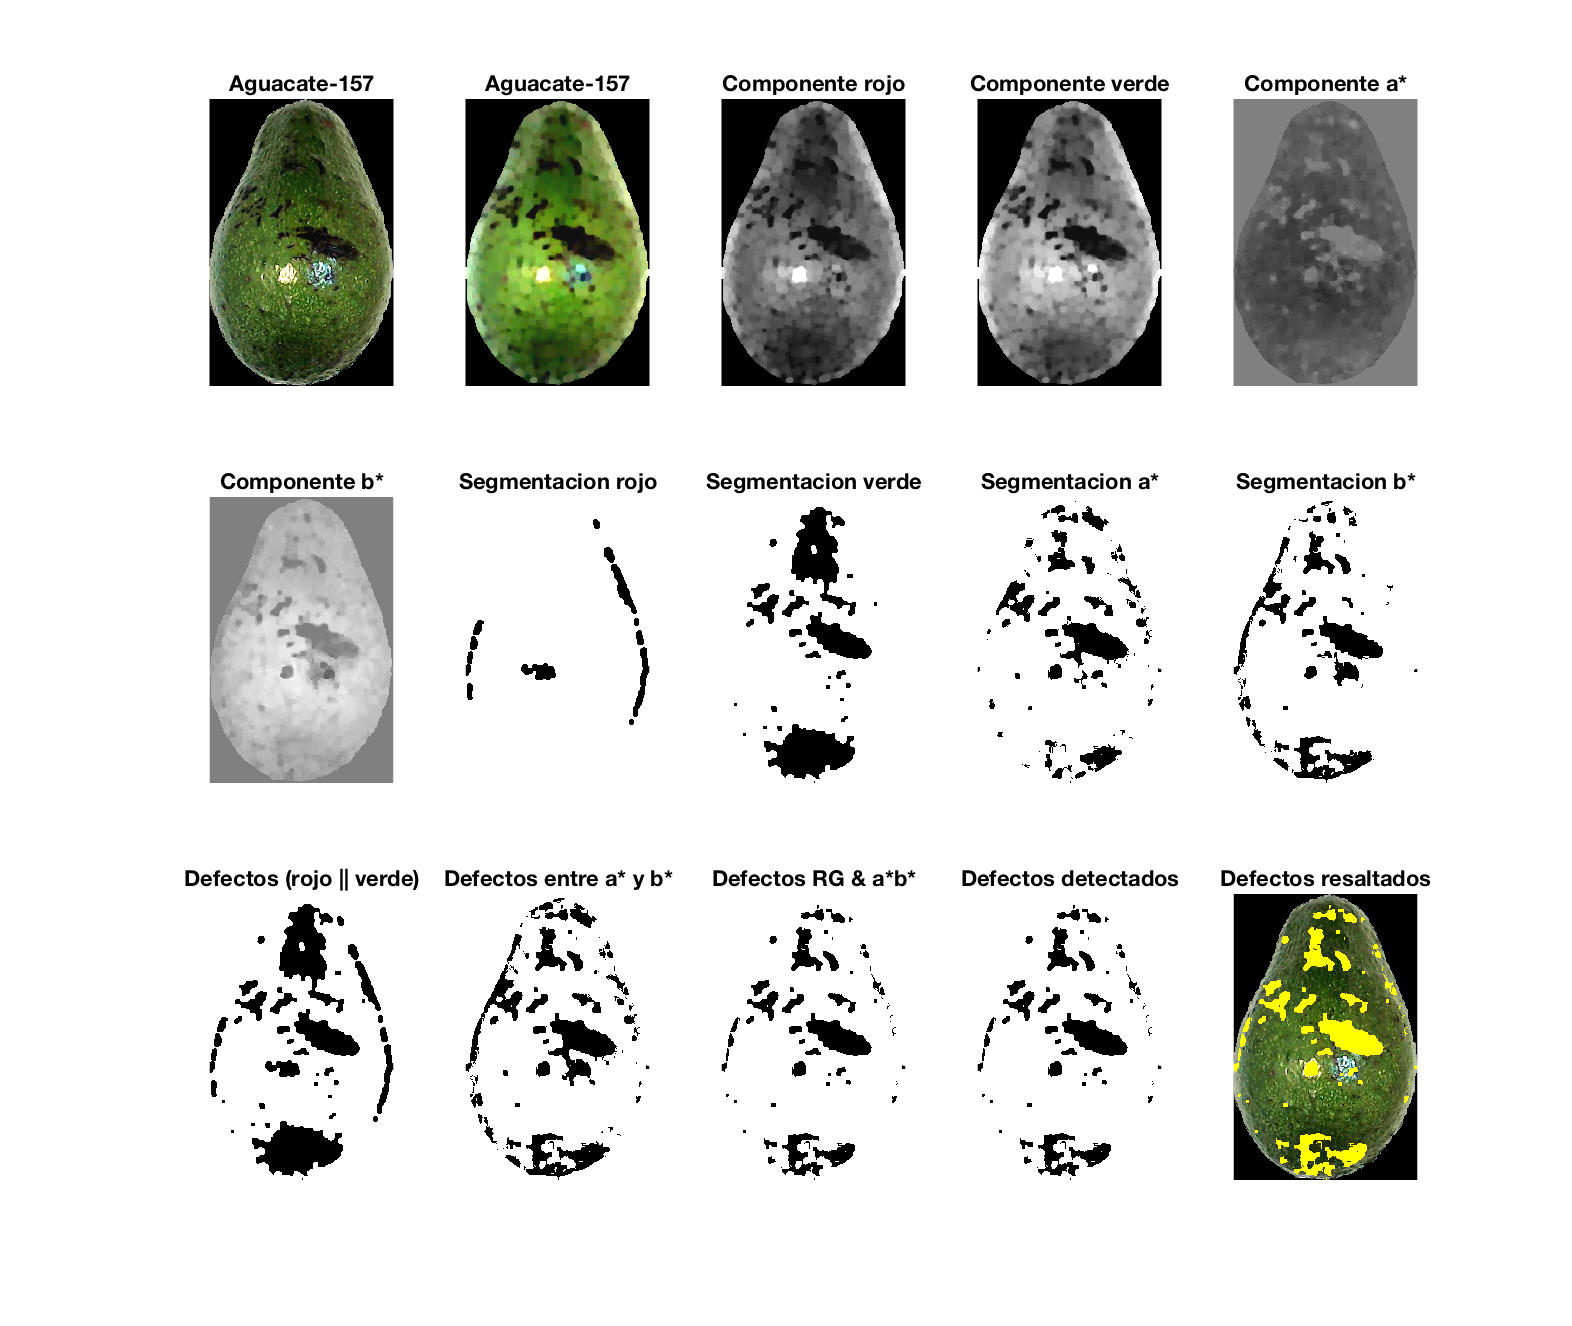 Aguacate-157
Aguacate-157
Componente rojo
Componente verde
Componente a*
Componente b*
Segmentacion rojo
Segmentacion verde
Segmentacion a*
Segmentacion b*
Defectos (rojo || verde)
Defectos entre a* y b*
Defectos RG & a*b*
Defectos detectados
Defectos resaltados